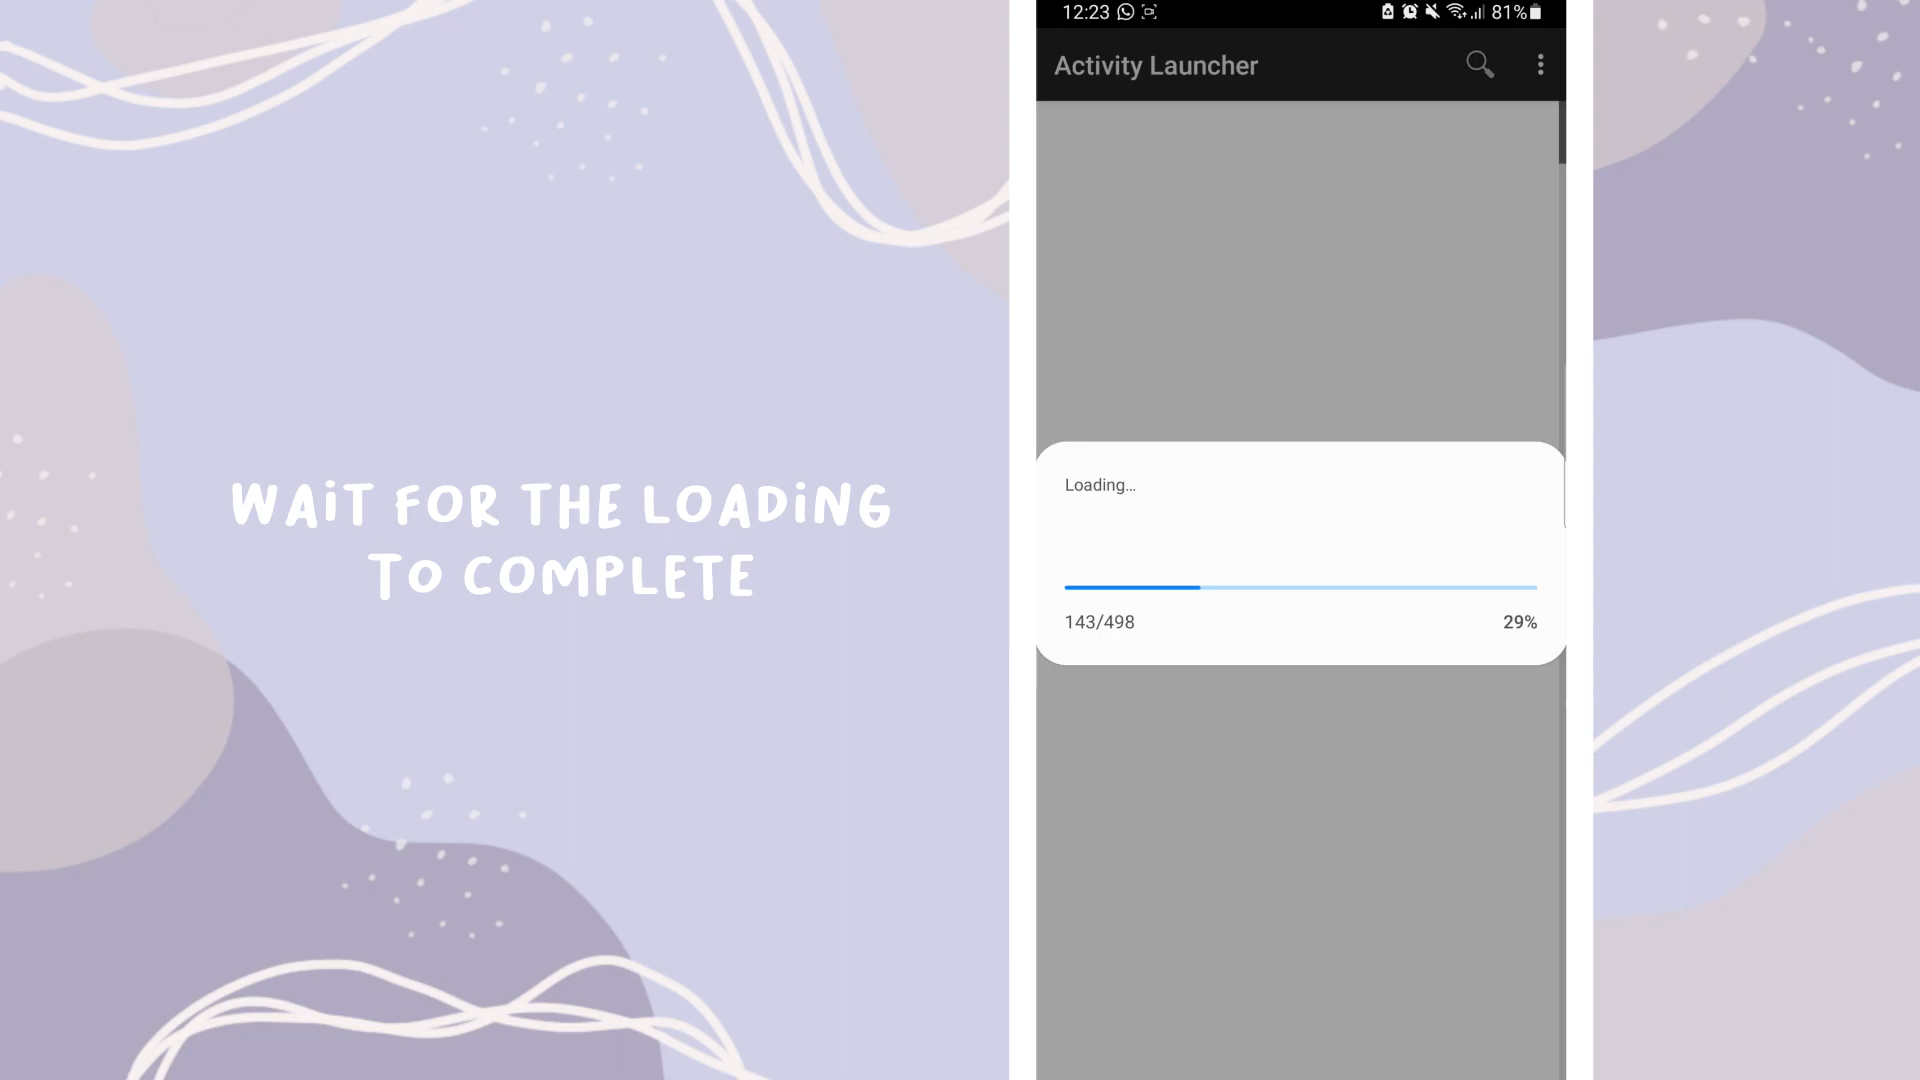 WAiT FOR THE LOADiNG
TO COMPLETE
12:23 81%
Activity Launcher
Loading...
143/498 29%